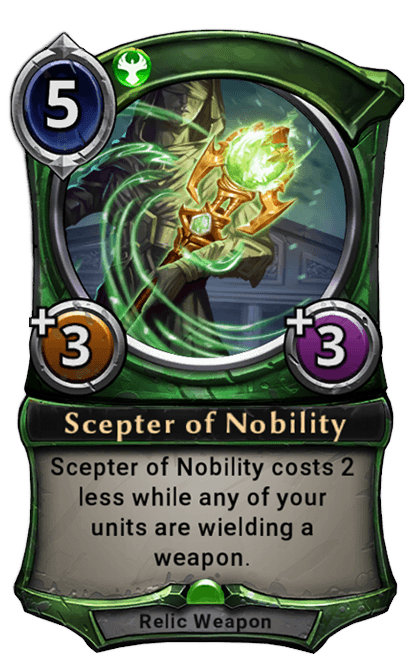 5
+3
+3
Scepter of Nobility
Scepter of Nobility costs 2
less while any of your
units are wielding a
weapon.
Relic Weapon